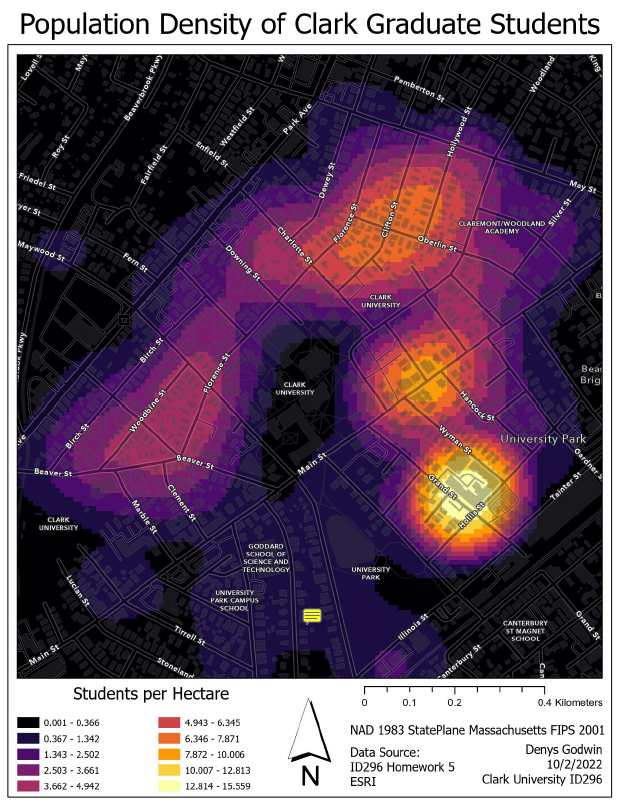 Population Density of Clark Graduate Students
Lovell St
Beaverbrook Pkwy
Woodland
Pemberton St
Park Ave
Westfield St
Hollywood St
Roy St
Enfield St
Fairfield St
Dewey St
Friedel St
May St
yer St
Florence St
Clifton St
Silver St
CLAREMONT/WOODLAND
ACADEMY
Charlotte St
Oberlin St
Maywood St
Downing St
Fern St
CLARK
UNIVERSITY
Birch St
Florence St
Woodbine St
CLARK
UNIVERSITY
Hancock St
Birch St
Wyman St
University Park
Gardner S
Beaver St
Beaver St
Main St
Grand St
Tainter St
Clement St
Marble St
Hollis St
CLARK
UNIVERSITY
GODDARD
SCHOOL OF
SCIENCE AND
TECHNOLOGY
UNIVERSITY
PARK
Lucian St
UNIVERSITY
PARK CAMPUS
SCHOOL
Illinois St
CANTERBURY
ST MAGNET
SCHOOL
Grand St
Tirrell St
Main St
Stoneland
Canterbury St
Students per Hectare
0.001 - 0.366
0.367 - 1.342
1.343 - 2.502
2.503 - 3.661
3.662 - 4.942
4.943 - 6.345
6.346 - 7.871
7.872 - 10.006
10.007 - 12.813
12.814 - 15.559
N
0 0.1 0.2 0.4 Kilometers
NAD 1983 StatePlane Massachusetts FIPS 2001
Data Source:
ID296 Homework 5
ESRI
Denys Godwin
10/2/2022
Clark University ID296